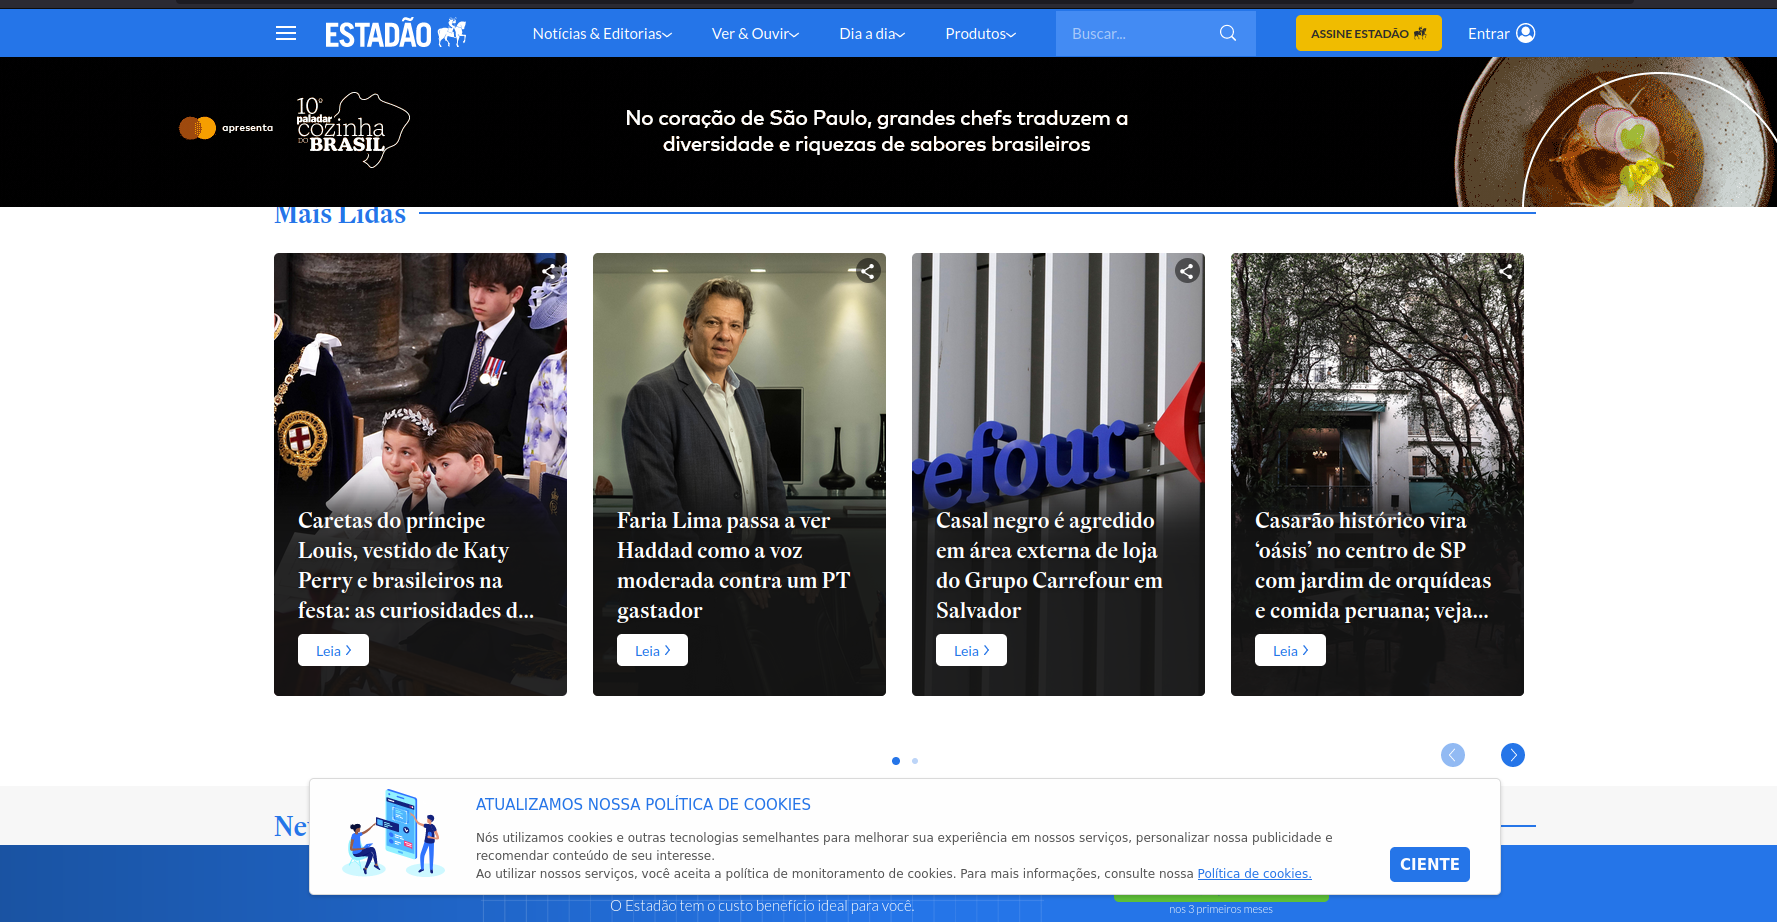 ESTADÃO
Notícias & Editorias
Ver & Ouvir
Dia a dia
Produtos
Buscar...
ASSINE ESTADÃO
Entrar
apresenta
10º
paladar
cozinha
DO BRASIL
No coração de São Paulo, grandes chefs traduzem a
diversidade e riquezas de sabores brasileiros
Mais Lidas
refour
Caretas do príncipe
Louis, vestido de Katy
Perry e brasileiros na
festa: as curiosidades d...
Leia
Faria Lima passa a ver
Haddad como a voz
moderada contra um PT
gastador
Leia
Casal negro é agredido
em área externa de loja
do Grupo Carrefour em
Salvador
Leia
Casarão histórico vira
‘oásis’ no centro de SP
com jardim de orquídeas
e comida peruana; veja...
Leia
ATUALIZAMOS NOSSA POLÍTICA DE COOKIES
Nós utilizamos cookies e outras tecnologias semelhantes para melhorar sua experiência em nossos serviços, personalizar nossa publicidade e
recomendar conteúdo de seu interesse.
Ao utilizar nossos serviços, você aceita a política de monitoramento de cookies. Para mais informações, consulte nossa Política de cookies.
CIENTE
O Estadão tem o custo benefício ideal para você.
nos 3 primeiros meses